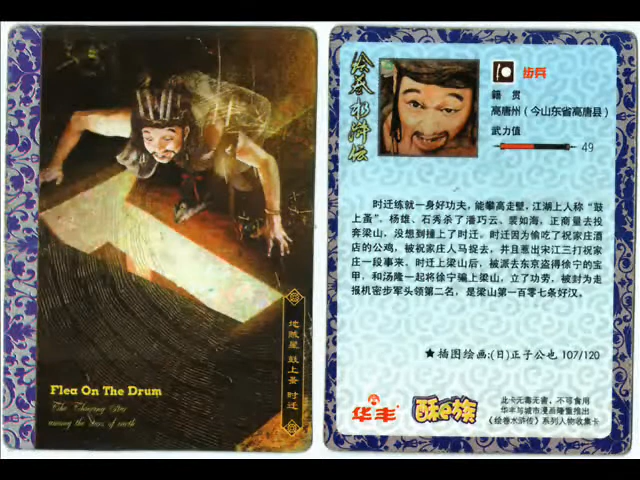 地贼星 鼓上蚤 时迁
Flea On The Drum
The Thieving Star
among the Stars of earth
绘卷水浒传
步兵
籍 贯
高唐州（今山东省高唐县）
武力值
49
时迁练就一身好功夫，能攀高走壁，江湖上人称“鼓
上蚤”。杨雄、石秀杀了潘巧云、裴如海，正商量去投
奔梁山，没想到撞上了时迁。时迁因为偷吃了祝家庄酒
店的公鸡，被祝家庄人马捉去，并且惹出宋江三打祝家
庄一段事来。时迁上梁山后，被派去东京盗得徐宁的宝
甲，和汤隆一起将徐宁骗上梁山，立了功劳，被封为走
报机密步军头领第二名，是梁山第一百零七条好汉。
★插图绘画:(日)正子公也 107/120
华丰
酥e族
此卡无毒无害，不可食用
华丰与城市漫画隆重推出
《绘卷水浒传》系列人物收集卡